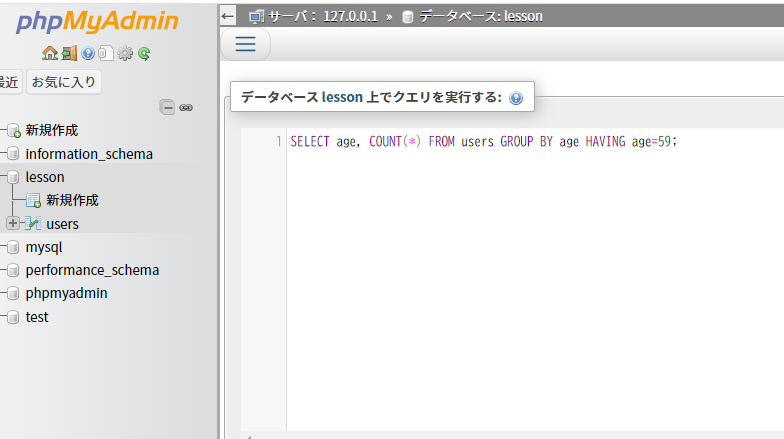 phpMyAdmin
最近 お気に入り
新規作成
information_schema
lesson
新規作成
users
mysql
performance_schema
phpmyadmin
test
← サーバ： 127.0.0.1 » データベース: lesson
データベース lesson 上でクエリを実行する:
1 SELECT age, COUNT(*) FROM users GROUP BY age HAVING age=59;